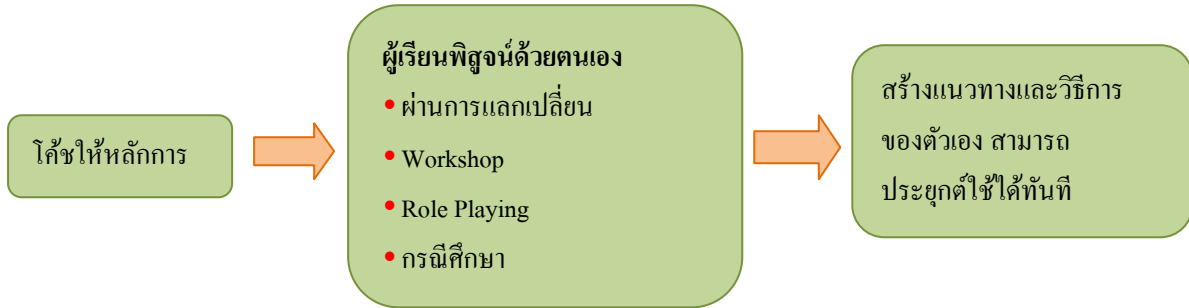 โค้ชให้หลักการ
ผู้เรียนพิสูจน์ด้วยตนเอง
• ผ่านการแลกเปลี่ยน
• Workshop
• Role Playing
• กรณีศึกษา
สร้างแนวทางและวิธีการ
ของตัวเอง สามารถ
ประยุกต์ใช้ได้ทันที